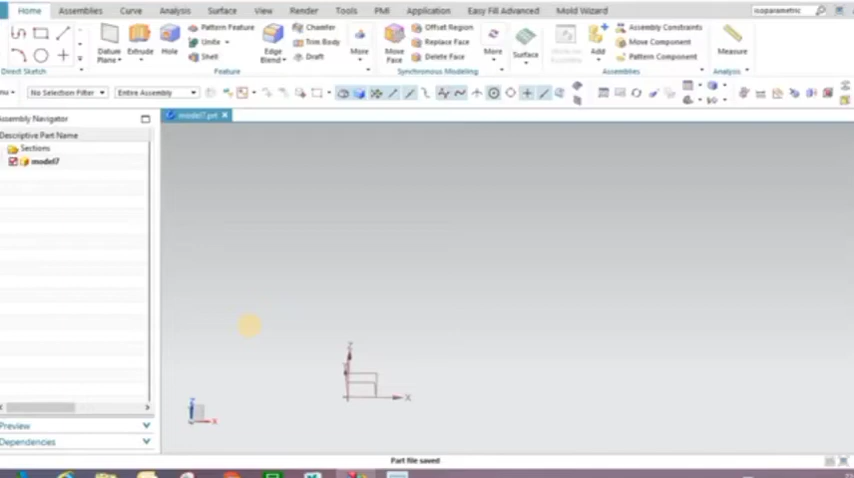 Home Assemblies Curve Analysis Surface View Render Tools PMI Application Easy Fill Advanced Mold Wizard isoparametric
Pattern Feature Chamfer Offset Region Assembly Constraints
Unite Trim Body Replace Face Move Component
Shell Draft Delete Face Pattern Component
Datum Plane Extrude Hole Edge Blend More Move Face More Surface Add Measure
Direct Sketch Feature Synchronous Modeling Assemblies Analysis
No Selection Filter Entire Assembly
Assembly Navigator model7.prt
Descriptive Part Name
Sections
model7
Z
X
Z
X
Preview
Dependencies
Part file saved